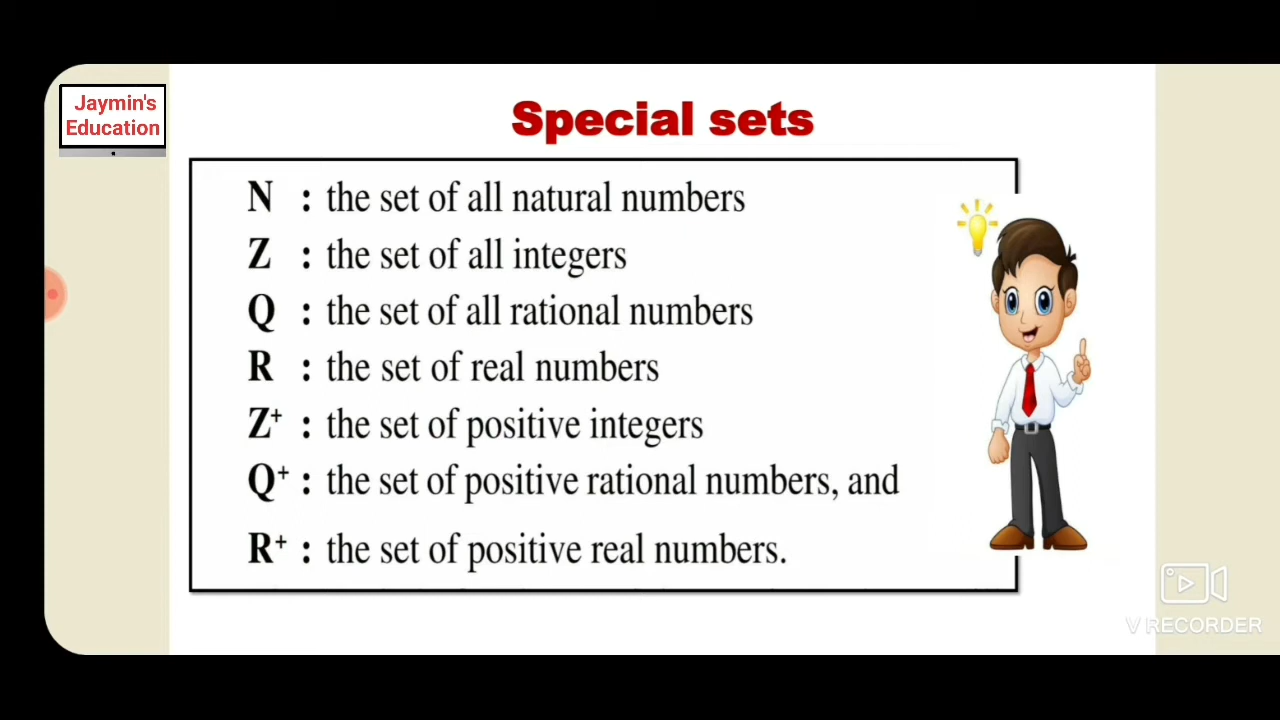 Jaymin's
Education
Special sets
N : the set of all natural numbers
Z : the set of all integers
Q : the set of all rational numbers
R : the set of real numbers
Z⁺ : the set of positive integers
Q⁺ : the set of positive rational numbers, and
R⁺ : the set of positive real numbers.
V RECORDER